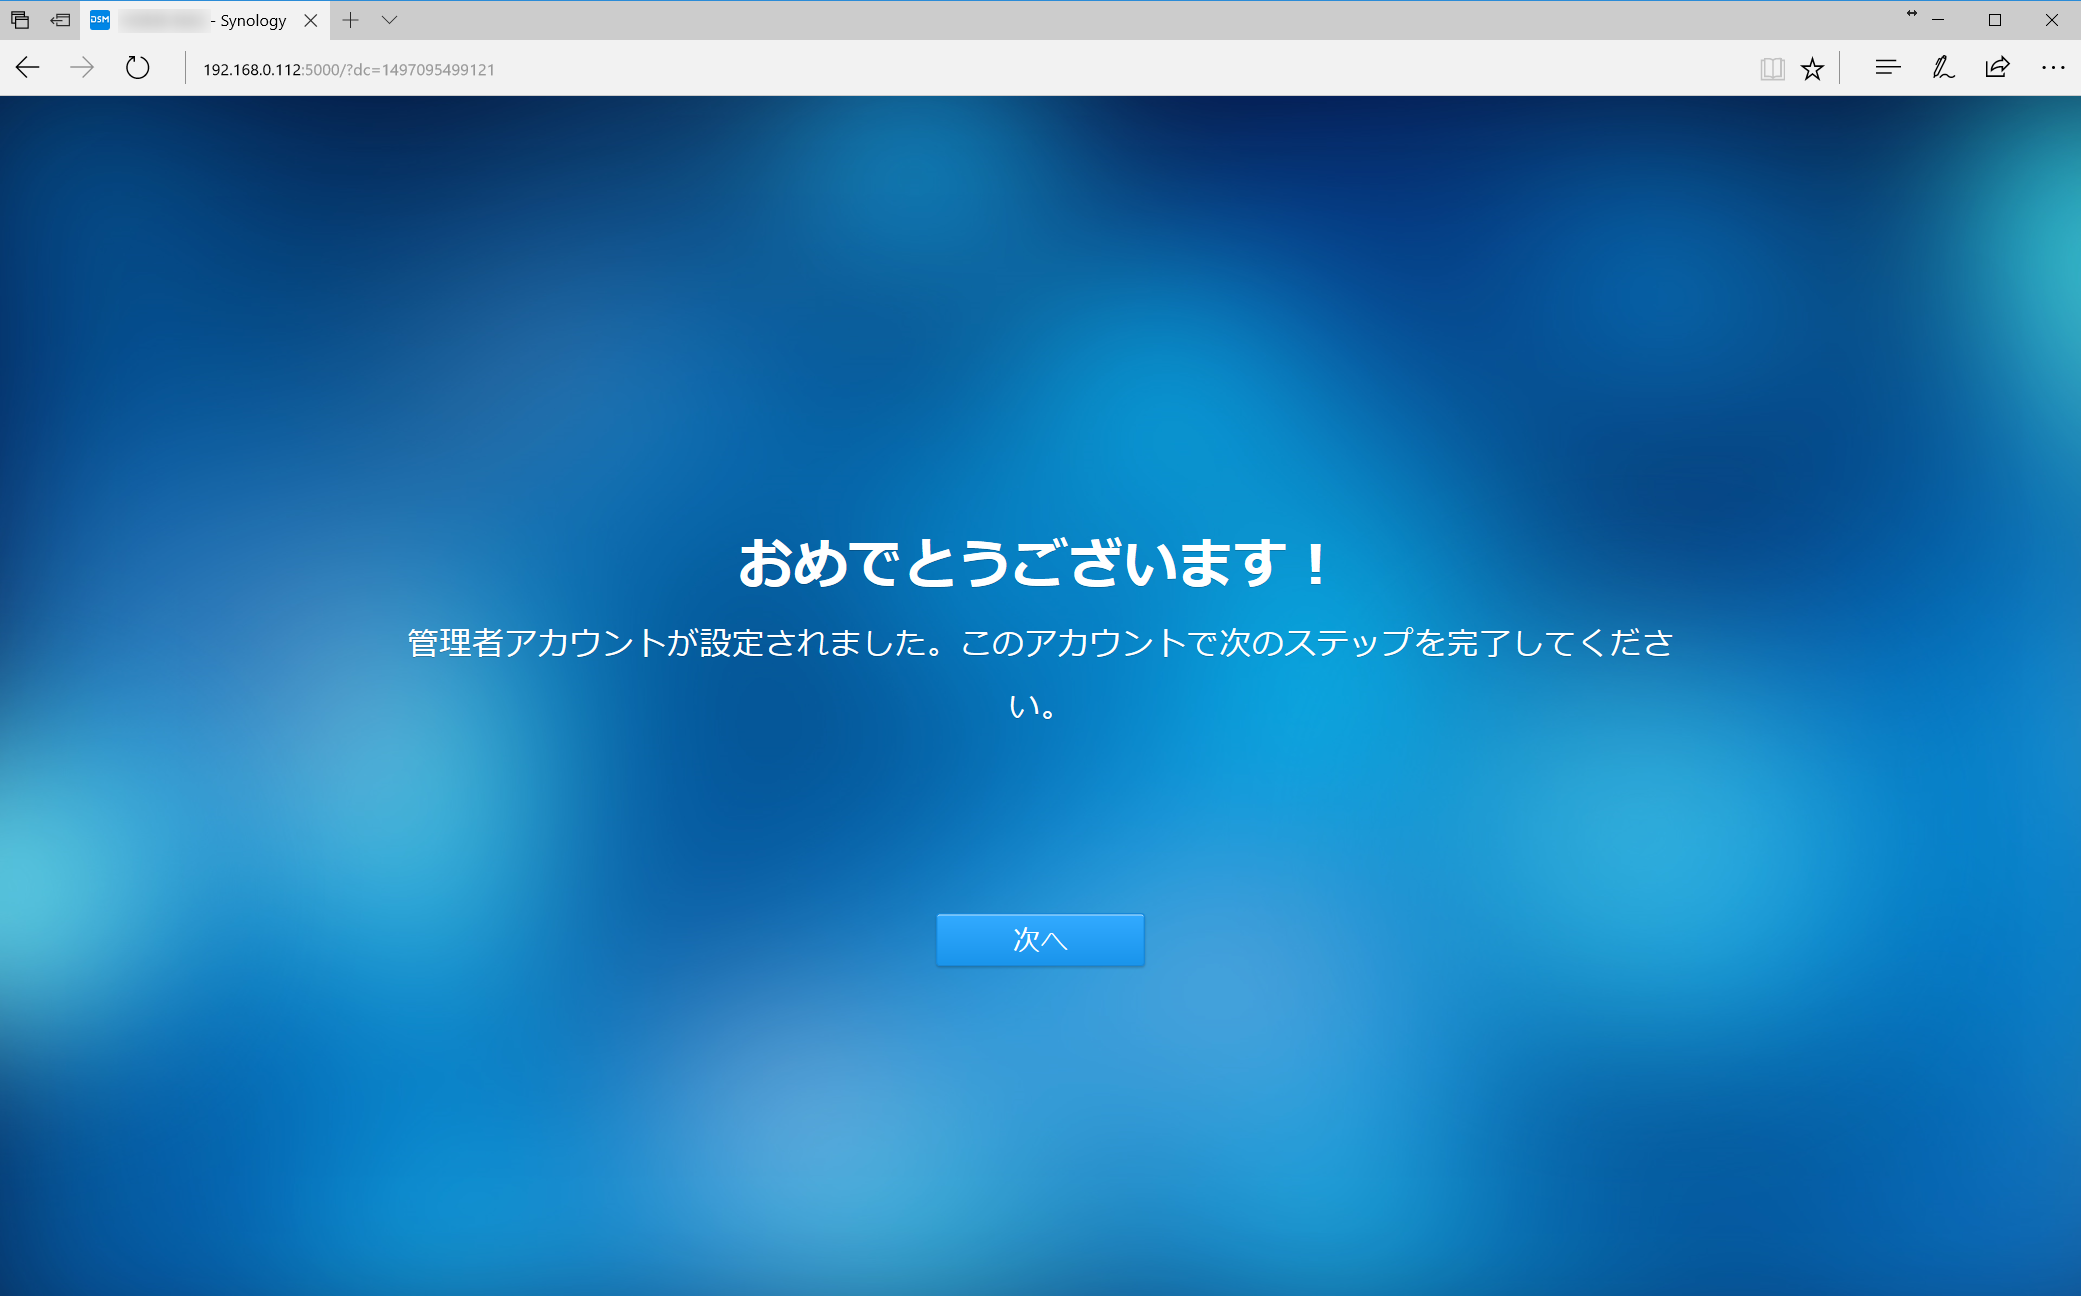 DSM
- Synology
192.168.0.112:5000/?dc=1497095499121
おめでとうございます！
管理者アカウントが設定されました。このアカウントで次のステップを完了してくださ
い。
次へ